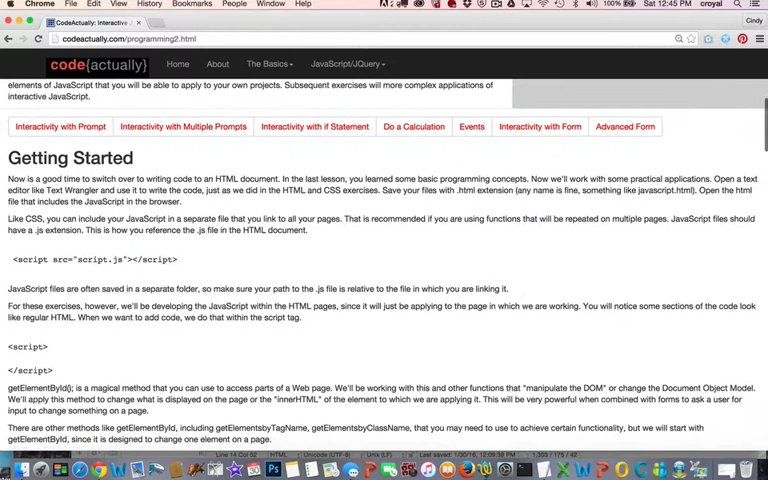 Chrome File Edit View History Bookmarks People Window Help 100% Sat 12:45 PM croyal
CodeActually: Interactive J
Cindy
codeactually.com/programming2.html
code{actually} Home About The Basics JavaScript/JQuery
elements of JavaScript that you will be able to apply to your own projects. Subsequent exercises will more complex applications of
interactive JavaScript.
Interactivity with Prompt Interactivity with Multiple Prompts Interactivity with if Statement Do a Calculation Events Interactivity with Form Advanced Form
Getting Started
Now is a good time to switch over to writing code to an HTML document. In the last lesson, you learned some basic programming concepts. Now we'll work with some practical applications. Open a text
editor like Text Wrangler and use it to write the code, just as we did in the HTML and CSS exercises. Save your files with .html extension (any name is fine, something like javascript.html). Open the html
file that includes the JavaScript in the browser.
Like CSS, you can include your JavaScript in a separate file that you link to all your pages. That is recommended if you are using functions that will be repeated on multiple pages. JavaScript files should
have a .js extension. This is how you reference the .js file in the HTML document.
<script src="script.js"></script>
JavaScript files are often saved in a separate folder, so make sure your path to the .js file is relative to the file in which you are linking it.
For these exercises, however, we'll be developing the JavaScript within the HTML pages, since it will just be applying to the page in which we are working. You will notice some sections of the code look
like regular HTML. When we want to add code, we do that within the script tag.
<script>
</script>
getElementById(); is a magical method that you can use to access parts of a Web page. We'll be working with this and other functions that "manipulate the DOM" or change the Document Object Model.
We'll apply this method to change what is displayed on the page or the "innerHTML" of the element to which we are applying it. This will be very powerful when combined with forms to ask a user for
input to change something on a page.
There are other methods like getElementById, including getElementsbyTagName, getElementsbyClassName, that you may need to use to achieve certain functionality, but we will start with
getElementById, since it is designed to change one element on a page.
Line 14 Col 52 HTML Unicode (UTF-8) Unix (LF) Last saved: 1/30/16 12:09:39 PM 1,303 / 175 / 42